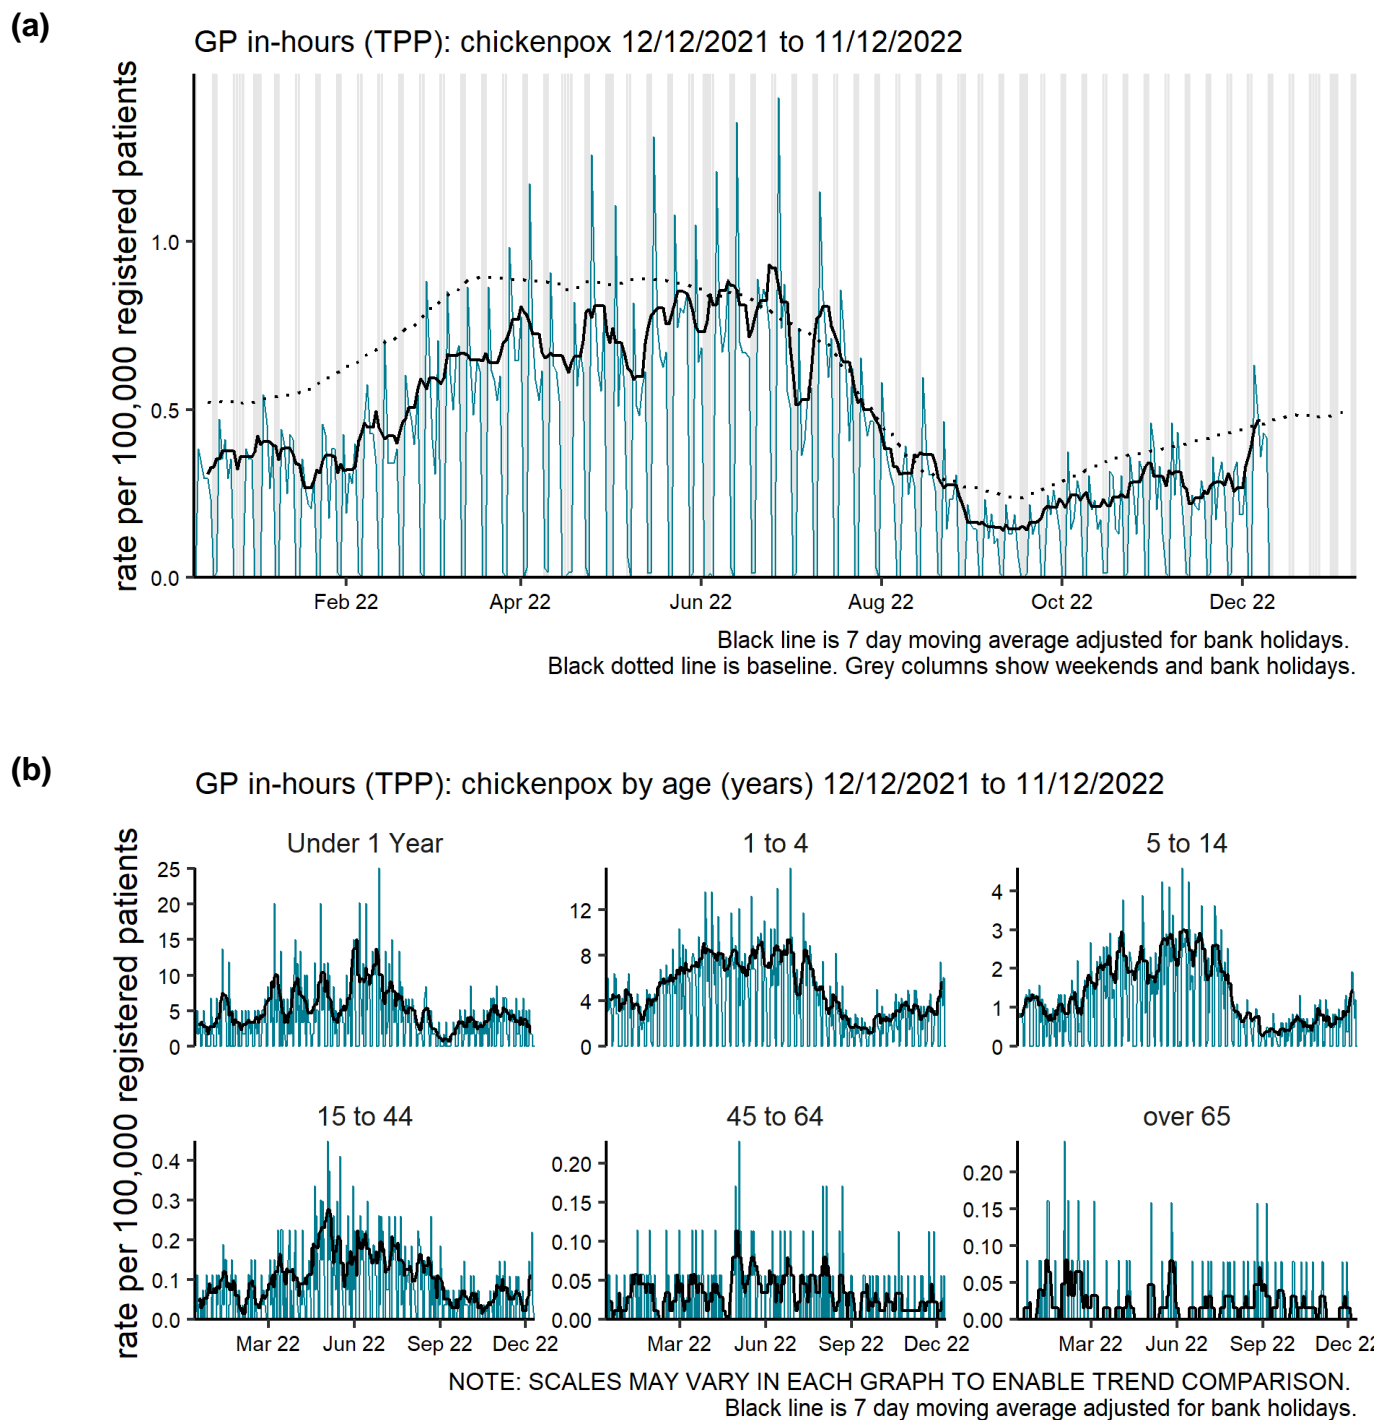 (a)
GP in-hours (TPP): chickenpox 12/12/2021 to 11/12/2022
rate per 100,000 registered patients
1.0
0.5
0.0
Feb 22 Apr 22 Jun 22 Aug 22 Oct 22 Dec 22
Black line is 7 day moving average adjusted for bank holidays.
Black dotted line is baseline. Grey columns show weekends and bank holidays.
(b)
GP in-hours (TPP): chickenpox by age (years) 12/12/2021 to 11/12/2022
rate per 100,000 registered patients
Under 1 Year
25
20
15
10
5
0
1 to 4
12
8
4
0
5 to 14
4
3
2
1
0
15 to 44
0.4
0.3
0.2
0.1
0.0
45 to 64
0.20
0.15
0.10
0.05
0.00
over 65
0.20
0.15
0.10
0.05
0.00
Mar 22 Jun 22 Sep 22 Dec 22
Mar 22 Jun 22 Sep 22 Dec 22
Mar 22 Jun 22 Sep 22 Dec 2
NOTE: SCALES MAY VARY IN EACH GRAPH TO ENABLE TREND COMPARISON.
Black line is 7 day moving average adjusted for bank holidays.